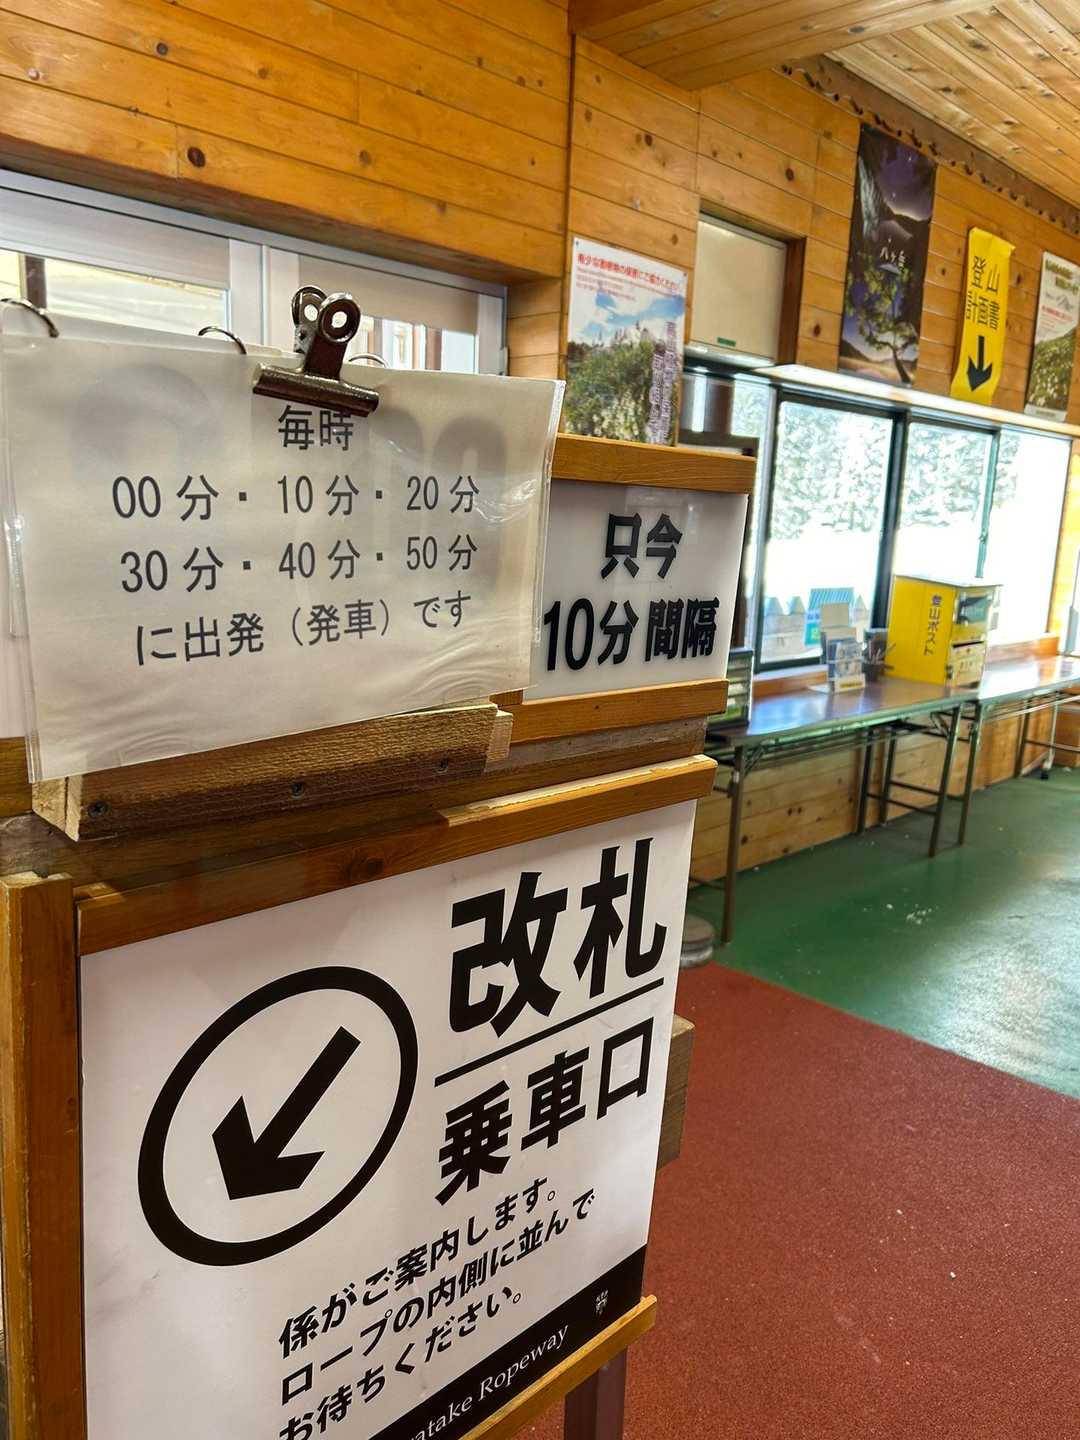 毎時
00分・10分・20分
30分・40分・50分
に出発（発車）です
只今
10分間隔
改札
乗車口
係がご案内します。
ロープの内側に並んで
お待ちください。
Ropeway
八ヶ岳
登山
計画書
登山ポスト